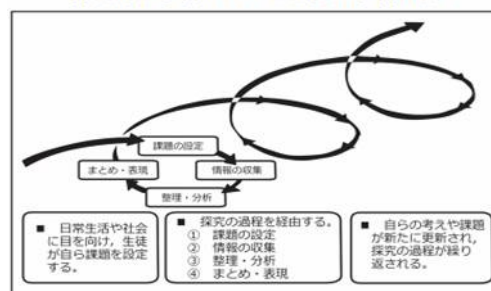 課題の設定
まとめ・表現
情報の収集
整理・分析
■ 日常生活や社会
に目を向け,生徒
が自ら課題を設定
する。
■ 探究の過程を経由する。
① 課題の設定
② 情報の収集
③ 整理・分析
④ まとめ・表現
■ 自らの考えや課題
が新たに更新され,
探究の過程が繰り
返される。